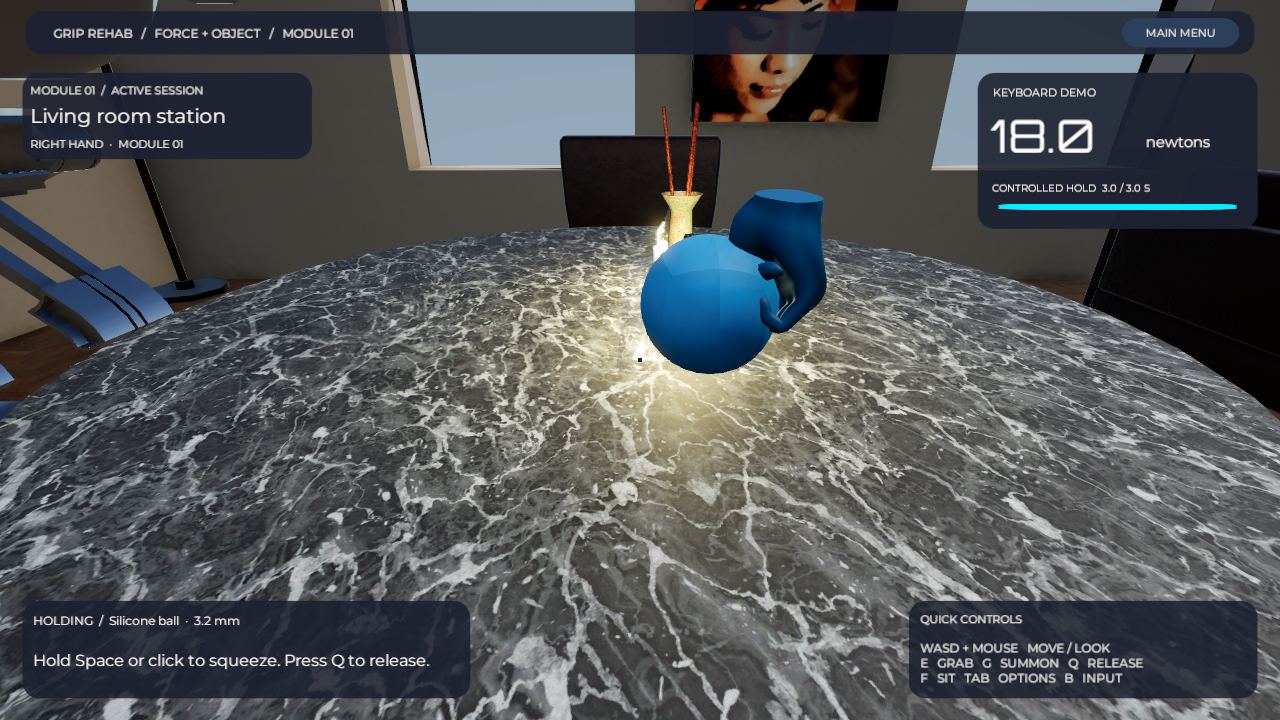 GRIP REHAB / FORCE + OBJECT / MODULE 01
MAIN MENU
MODULE 01 / ACTIVE SESSION
Living room station
RIGHT HAND · MODULE 01
KEYBOARD DEMO
18.0 newtons
CONTROLLED HOLD 3.0 / 3.0 S
HOLDING / Silicone ball · 3.2 mm
Hold Space or click to squeeze. Press Q to release.
QUICK CONTROLS
WASD + MOUSE MOVE / LOOK
E GRAB G SUMMON Q RELEASE
F SIT TAB OPTIONS B INPUT